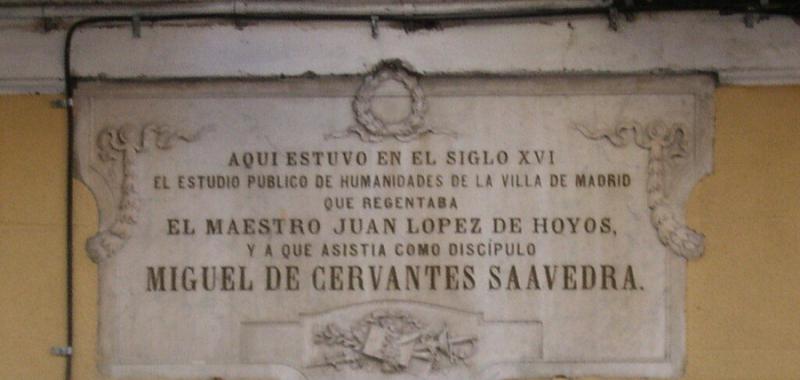 AQUI ESTUVO EN EL SIGLO XVI
EL ESTUDIO PUBLICO DE HUMANIDADES DE LA VILLA DE MADRID
QUE REGENTABA
EL MAESTRO JUAN LOPEZ DE HOYOS,
Y A QUE ASISTIA COMO DISCÍPULO
MIGUEL DE CERVANTES SAAVEDRA.